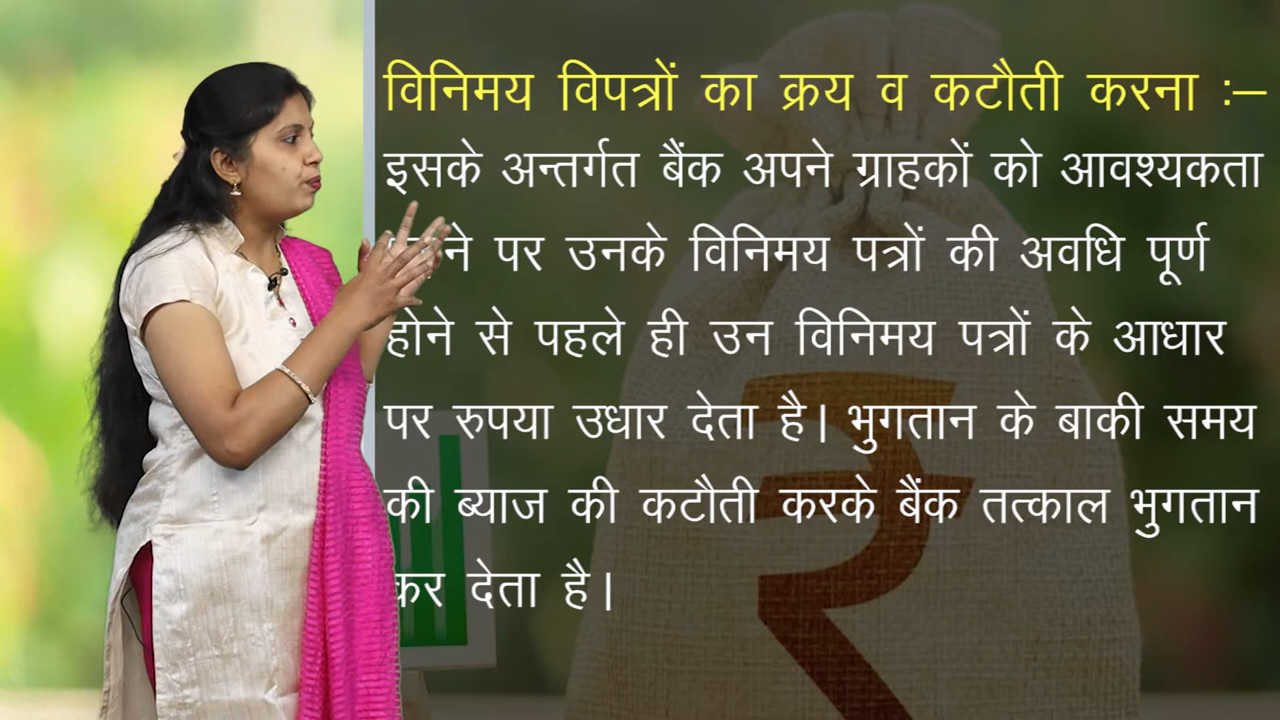 विनिमय विपत्रों का क्रय व कटौती करना :–
इसके अन्तर्गत बैंक अपने ग्राहकों को आवश्यकता
पर उनके विनिमय पत्रों की अवधि पूर्ण
होने से पहले ही उन विनिमय पत्रों के आधार
पर रुपया उधार देता है। भुगतान के बाकी समय
की ब्याज की कटौती करके बैंक तत्काल भुगतान
कर देता है।
₹